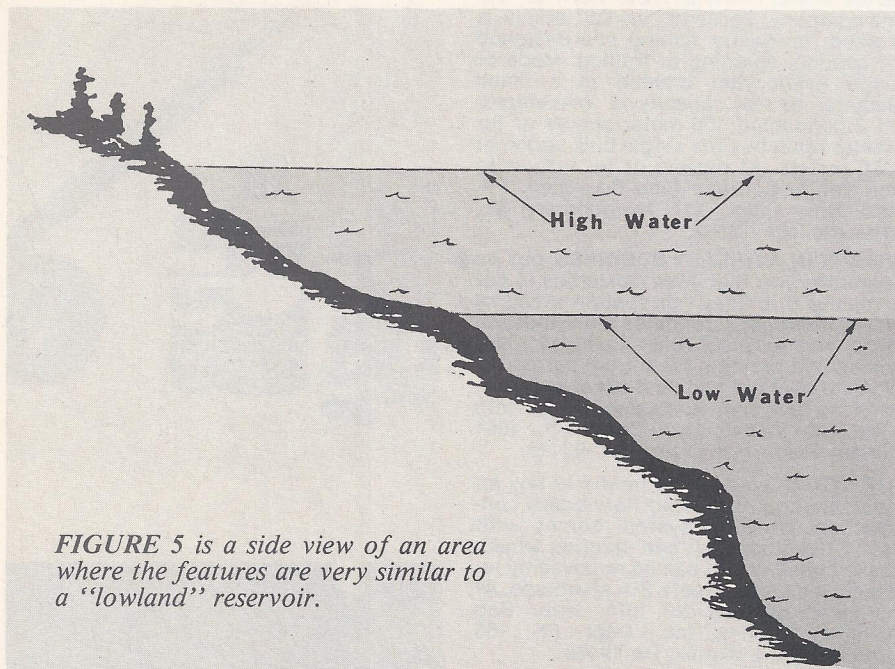 High Water
Low Water
FIGURE 5 is a side view of an area
where the features are very similar to
a “lowland” reservoir.